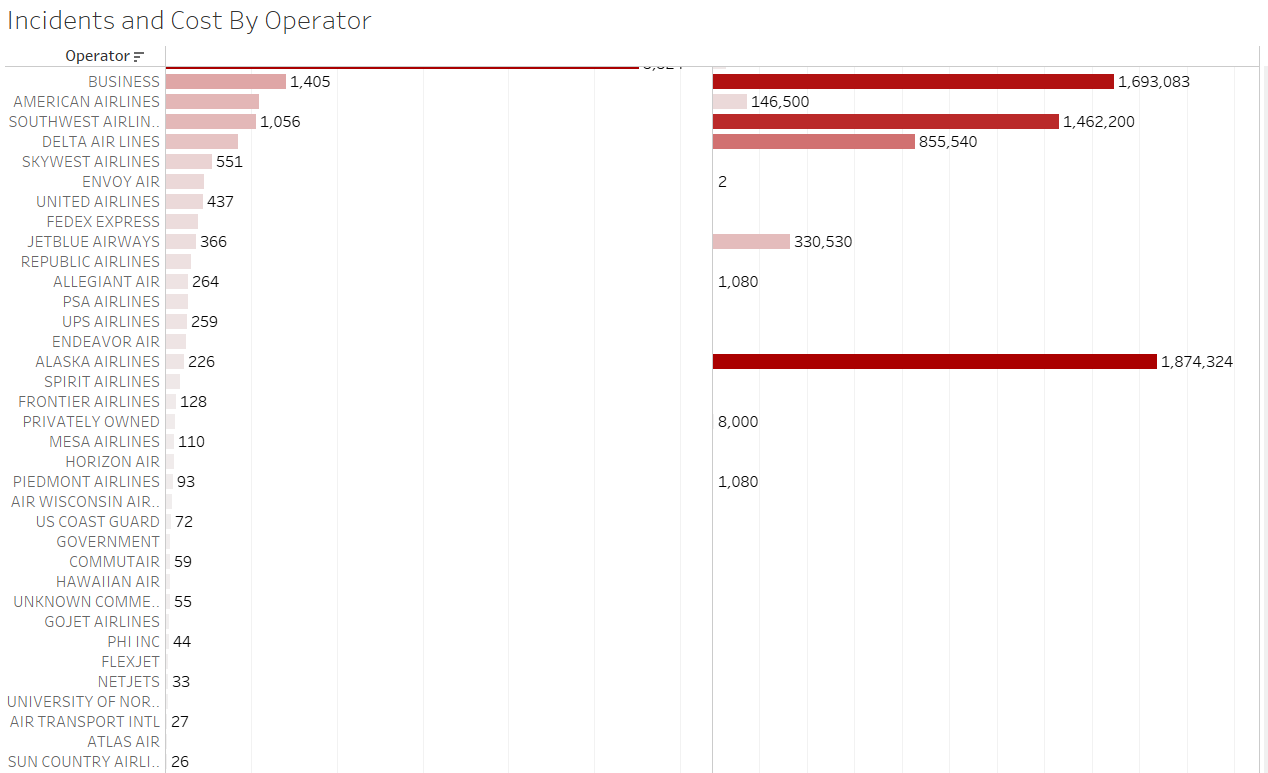 Incidents and Cost By Operator
Operator
BUSINESS 1,405 1,693,083
AMERICAN AIRLINES 146,500
SOUTHWEST AIRLIN.. 1,056 1,462,200
DELTA AIR LINES 855,540
SKYWEST AIRLINES 551
ENVOY AIR 2
UNITED AIRLINES 437
FEDEX EXPRESS
JETBLUE AIRWAYS 366 330,530
REPUBLIC AIRLINES
ALLEGIANT AIR 264 1,080
PSA AIRLINES
UPS AIRLINES 259
ENDEAVOR AIR
ALASKA AIRLINES 226 1,874,324
SPIRIT AIRLINES
FRONTIER AIRLINES 128
PRIVATELY OWNED 8,000
MESA AIRLINES 110
HORIZON AIR
PIEDMONT AIRLINES 93 1,080
AIR WISCONSIN AIR..
US COAST GUARD 72
GOVERNMENT
COMMUTAIR 59
HAWAIIAN AIR
UNKNOWN COMME.. 55
GOJET AIRLINES
PHI INC 44
FLEXJET
NETJETS 33
UNIVERSITY OF NOR..
AIR TRANSPORT INTL 27
ATLAS AIR
SUN COUNTRY AIRLI.. 26